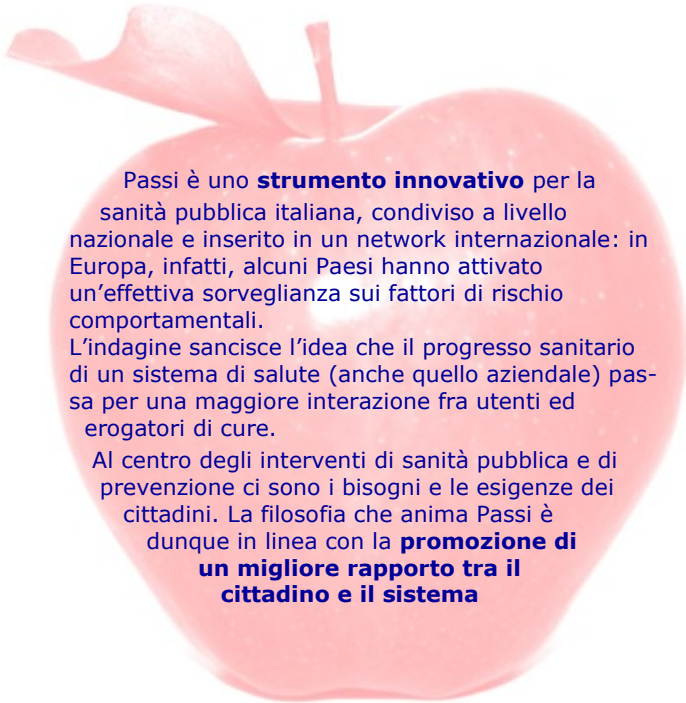 Passi è uno strumento innovativo per la
sanità pubblica italiana, condiviso a livello
nazionale e inserito in un network internazionale: in
Europa, infatti, alcuni Paesi hanno attivato
un’effettiva sorveglianza sui fattori di rischio
comportamentali.
L’indagine sancisce l’idea che il progresso sanitario
di un sistema di salute (anche quello aziendale) pas-
sa per una maggiore interazione fra utenti ed
erogatori di cure.
Al centro degli interventi di sanità pubblica e di
prevenzione ci sono i bisogni e le esigenze dei
cittadini. La filosofia che anima Passi è
dunque in linea con la promozione di
un migliore rapporto tra il
cittadino e il sistema